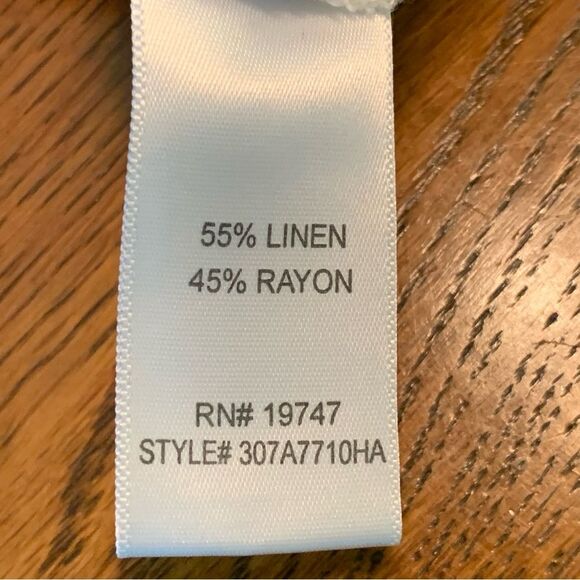 55% LINEN
45% RAYON
RN# 19747
STYLE# 307A7710HA